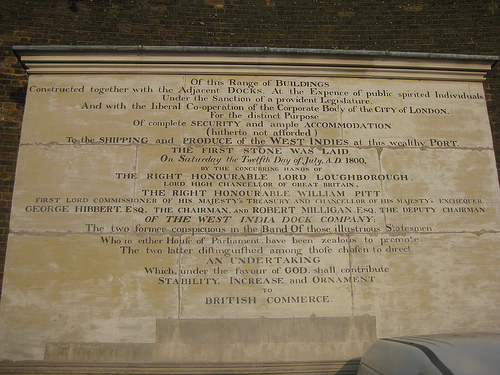 Of this Range of BUILDINGS
Constructed together with the Adjacent DOCKS, At the Expence of public spirited Individuals
Under the Sanction of a provident Legislature,
And with the liberal Co-operation of the Corporate Body of the CITY of LONDON,
For the distinct Purpose
Of complete SECURITY and ample ACCOMMODATION
(hitherto not afforded)
To the SHIPPING and PRODUCE of the WEST INDIES at this wealthy PORT.
THE FIRST STONE WAS LAID
On Saturday the Twelfth Day of July, A.D. 1800,
BY THE CONCURRING HANDS OF
THE RIGHT HONOURABLE LORD LOUGHBOROUGH,
LORD HIGH CHANCELLOR OF GREAT BRITAIN,
THE RIGHT HONOURABLE WILLIAM PITT
FIRST LORD COMMISSIONER OF HIS MAJESTY'S TREASURY AND CHANCELLOR OF HIS MAJESTY'S EXCHEQUER,
GEORGE HIBBERT, ESQ. THE CHAIRMAN, AND ROBERT MILLIGAN ESQ. THE DEPUTY CHAIRMAN
OF THE WEST INDIA DOCK COMPANY,
The two former conspicuous in the Band Of those illustrous Statesmen
Who in either House of Parliament, have been zealous to promote
The two latter distinguished among those chosen to direct
AN UNDERTAKING
Which, under the favour of GOD, shall contribute
STABILITY, INCREASE and ORNAMENT
TO
BRITISH COMMERCE.